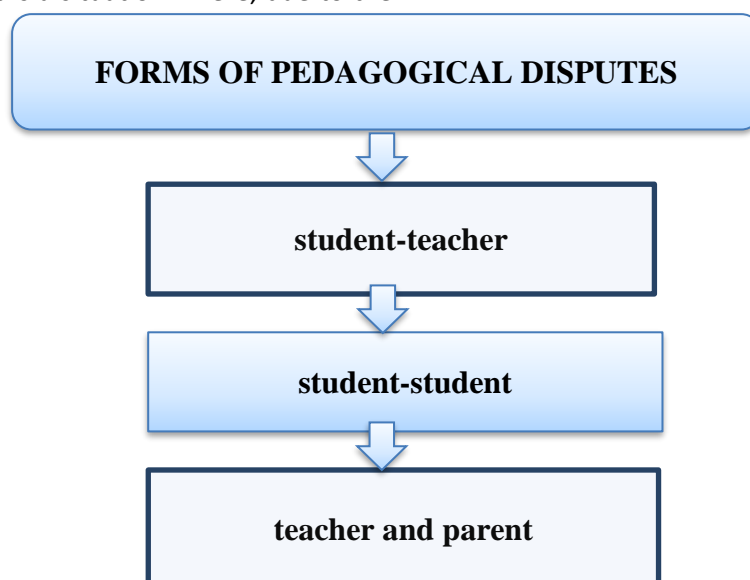 FORMS OF PEDAGOGICAL DISPUTES
student-teacher
student-student
teacher and parent